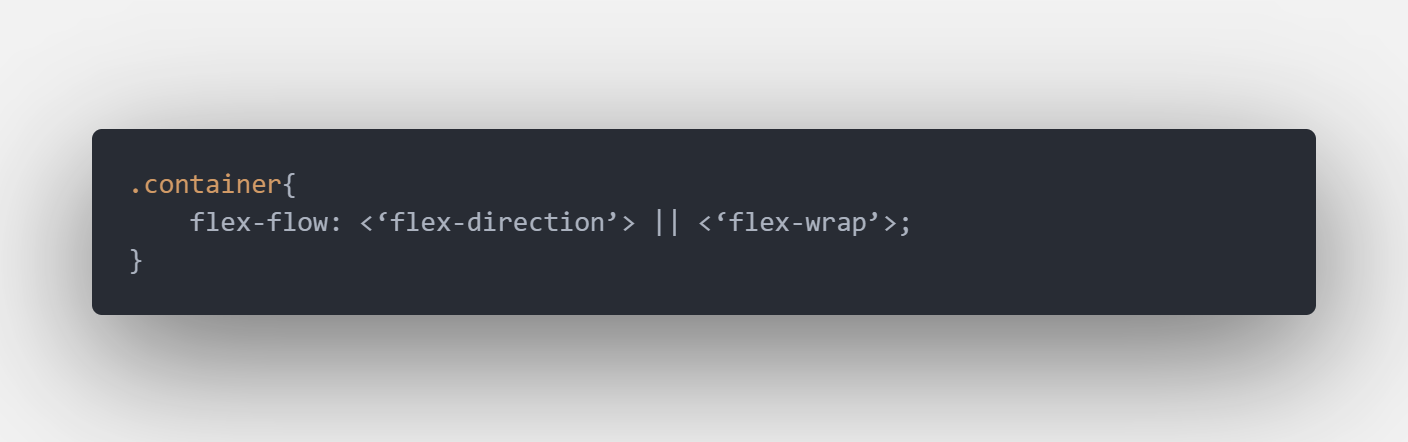 .container{
    flex-flow: <‘flex-direction’> || <‘flex-wrap’>;
}